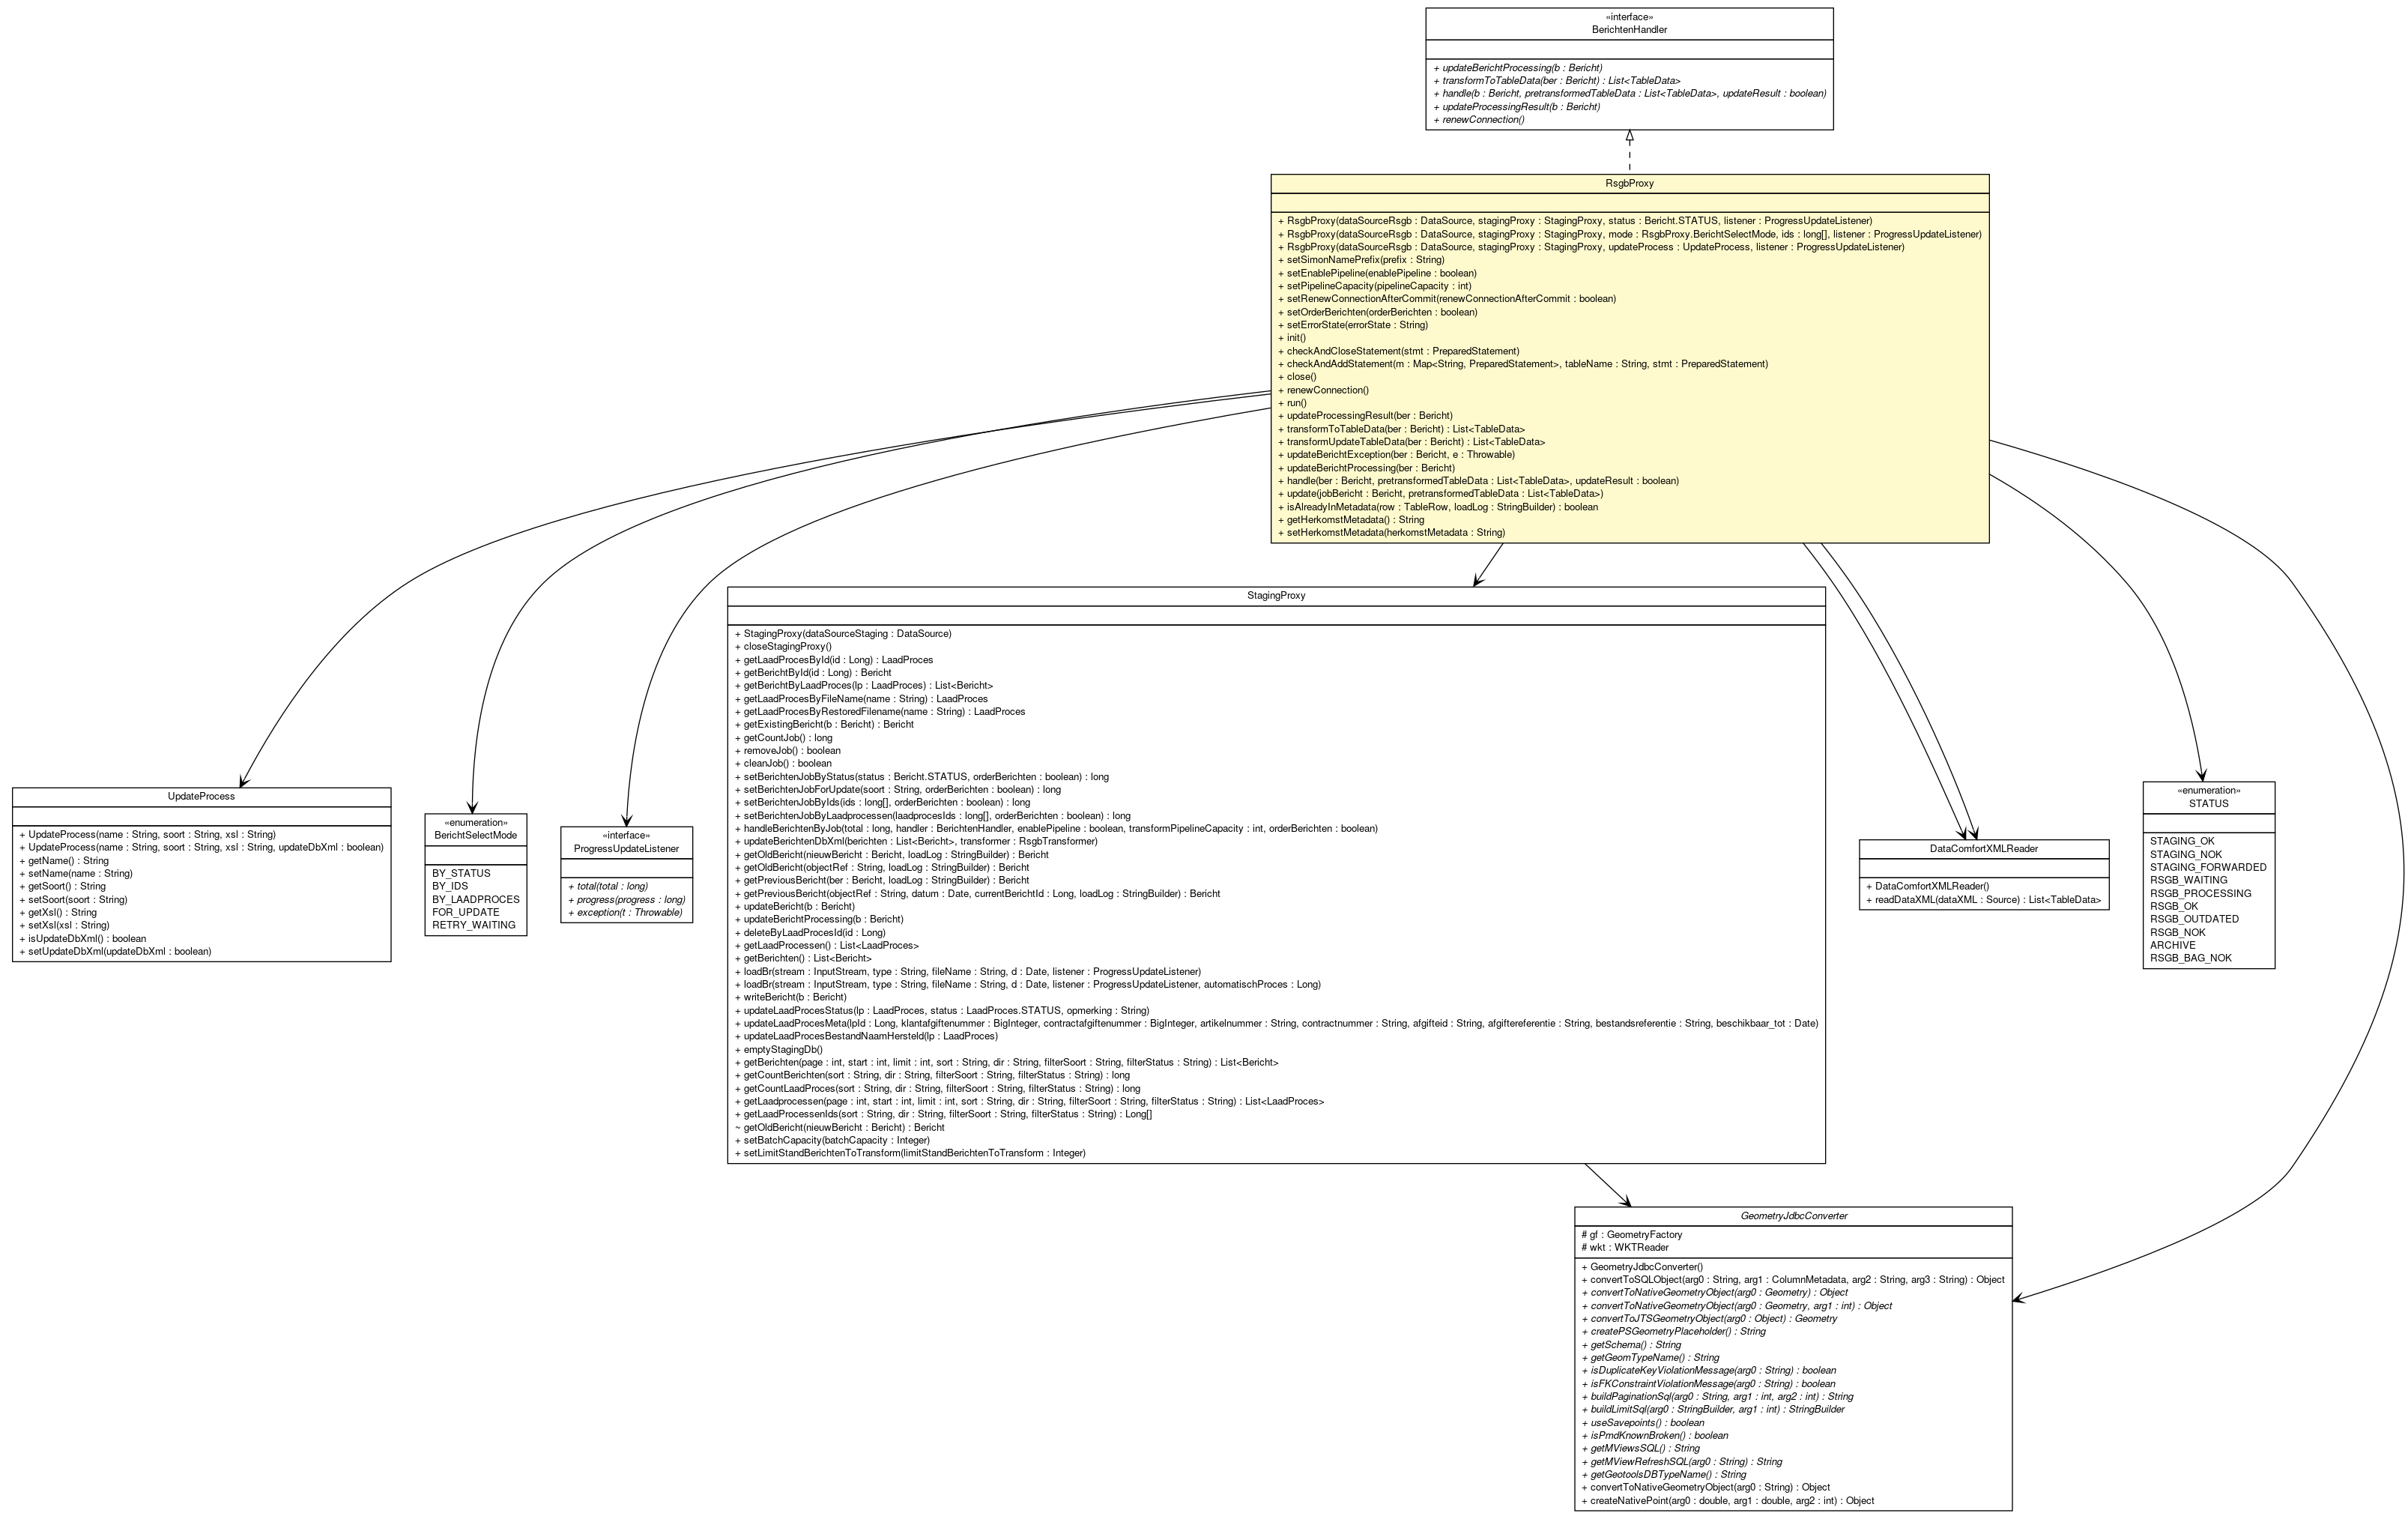 «interface»
BerichtenHandler
+ updateBerichtProcessing(b : Bericht)
+ transformToTableData(ber : Bericht) : List<TableData>
+ handle(b : Bericht, pretransformedTableData : List<TableData>, updateResult : boolean)
+ updateProcessingResult(b : Bericht)
+ renewConnection()
RsgbProxy
+ RsgbProxy(dataSourceRsgb : DataSource, stagingProxy : StagingProxy, status : Bericht.STATUS, listener : ProgressUpdateListener)
+ RsgbProxy(dataSourceRsgb : DataSource, stagingProxy : StagingProxy, mode : RsgbProxy.BerichtSelectMode, ids : long[], listener : ProgressUpdateListener)
+ RsgbProxy(dataSourceRsgb : DataSource, stagingProxy : StagingProxy, updateProcess : UpdateProcess, listener : ProgressUpdateListener)
+ setSimonNamePrefix(prefix : String)
+ setEnablePipeline(enablePipeline : boolean)
+ setPipelineCapacity(pipelineCapacity : int)
+ setRenewConnectionAfterCommit(renewConnectionAfterCommit : boolean)
+ setOrderBerichten(orderBerichten : boolean)
+ setErrorState(errorState : String)
+ init()
+ checkAndCloseStatement(stmt : PreparedStatement)
+ checkAndAddStatement(m : Map<String, PreparedStatement>, tableName : String, stmt : PreparedStatement)
+ close()
+ renewConnection()
+ run()
+ updateProcessingResult(ber : Bericht)
+ transformToTableData(ber : Bericht) : List<TableData>
+ transformUpdateTableData(ber : Bericht) : List<TableData>
+ updateBerichtException(ber : Bericht, e : Throwable)
+ updateBerichtProcessing(ber : Bericht)
+ handle(ber : Bericht, pretransformedTableData : List<TableData>, updateResult : boolean)
+ update(jobBericht : Bericht, pretransformedTableData : List<TableData>)
+ isAlreadyInMetadata(row : TableRow, loadLog : StringBuilder) : boolean
+ getHerkomstMetadata() : String
+ setHerkomstMetadata(herkomstMetadata : String)
UpdateProcess
+ UpdateProcess(name : String, soort : String, xsl : String)
+ UpdateProcess(name : String, soort : String, xsl : String, updateDbXml : boolean)
+ getName() : String
+ setName(name : String)
+ getSoort() : String
+ setSoort(soort : String)
+ getXsl() : String
+ setXsl(xsl : String)
+ isUpdateDbXml() : boolean
+ setUpdateDbXml(updateDbXml : boolean)
«enumeration»
BerichtSelectMode
BY_STATUS
BY_IDS
BY_LAADPROCES
FOR_UPDATE
RETRY_WAITING
«interface»
ProgressUpdateListener
+ total(total : long)
+ progress(progress : long)
+ exception(t : Throwable)
StagingProxy
+ StagingProxy(dataSourceStaging : DataSource)
+ closeStagingProxy()
+ getLaadProcesById(id : Long) : LaadProces
+ getBerichtById(id : Long) : Bericht
+ getBerichtByLaadProces(lp : LaadProces) : List<Bericht>
+ getLaadProcesByFileName(name : String) : LaadProces
+ getLaadProcesByRestoredFilename(name : String) : LaadProces
+ getExistingBericht(b : Bericht) : Bericht
+ getCountJob() : long
+ removeJob() : boolean
+ cleanJob() : boolean
+ setBerichtenJobByStatus(status : Bericht.STATUS, orderBerichten : boolean) : long
+ setBerichtenJobForUpdate(soort : String, orderBerichten : boolean) : long
+ setBerichtenJobByIds(ids : long[], orderBerichten : boolean) : long
+ setBerichtenJobByLaadprocessen(laadprocesIds : long[], orderBerichten : boolean) : long
+ handleBerichtenByJob(total : long, handler : BerichtenHandler, enablePipeline : boolean, transformPipelineCapacity : int, orderBerichten : boolean)
+ updateBerichtenDbXml(berichten : List<Bericht>, transformer : RsgbTransformer)
+ getOldBericht(nieuwBericht : Bericht, loadLog : StringBuilder) : Bericht
+ getOldBericht(objectRef : String, loadLog : StringBuilder) : Bericht
+ getPreviousBericht(ber : Bericht, loadLog : StringBuilder) : Bericht
+ getPreviousBericht(objectRef : String, datum : Date, currentBerichtId : Long, loadLog : StringBuilder) : Bericht
+ updateBericht(b : Bericht)
+ updateBerichtProcessing(b : Bericht)
+ deleteByLaadProcesId(id : Long)
+ getLaadProcessen() : List<LaadProces>
+ getBerichten() : List<Bericht>
+ loadBr(stream : InputStream, type : String, fileName : String, d : Date, listener : ProgressUpdateListener)
+ loadBr(stream : InputStream, type : String, fileName : String, d : Date, listener : ProgressUpdateListener, automatischProces : Long)
+ writeBericht(b : Bericht)
+ updateLaadProcesStatus(lp : LaadProces, status : LaadProces.STATUS, opmerking : String)
+ updateLaadProcesMeta(lpId : Long, klantafgiftenummer : BigInteger, contractafgiftenummer : BigInteger, artikelnummer : String, contractnummer : String, afgifteid : String, afgiftereferentie : String, bestandsreferentie : String, beschikbaar_tot : Date)
+ updateLaadProcesBestandNaamHersteld(lp : LaadProces)
+ emptyStagingDb()
+ getBerichten(page : int, start : int, limit : int, sort : String, dir : String, filterSoort : String, filterStatus : String) : List<Bericht>
+ getCountBerichten(sort : String, dir : String, filterSoort : String, filterStatus : String) : long
+ getCountLaadProces(sort : String, dir : String, filterSoort : String, filterStatus : String) : long
+ getLaadprocessen(page : int, start : int, limit : int, sort : String, dir : String, filterSoort : String, filterStatus : String) : List<LaadProces>
+ getLaadProcessenIds(sort : String, dir : String, filterSoort : String, filterStatus : String) : Long[]
~ getOldBericht(nieuwBericht : Bericht) : Bericht
+ setBatchCapacity(batchCapacity : Integer)
+ setLimitStandBerichtenToTransform(limitStandBerichtenToTransform : Integer)
DataComfortXMLReader
+ DataComfortXMLReader()
+ readDataXML(dataXML : Source) : List<TableData>
«enumeration»
STATUS
STAGING_OK
STAGING_NOK
STAGING_FORWARDED
RSGB_WAITING
RSGB_PROCESSING
RSGB_OK
RSGB_OUTDATED
RSGB_NOK
ARCHIVE
RSGB_BAG_NOK
GeometryJdbcConverter
# gf : GeometryFactory
# wkt : WKTReader
+ GeometryJdbcConverter()
+ convertToSQLObject(arg0 : String, arg1 : ColumnMetadata, arg2 : String, arg3 : String) : Object
+ convertToNativeGeometryObject(arg0 : Geometry) : Object
+ convertToNativeGeometryObject(arg0 : Geometry, arg1 : int) : Object
+ convertToJTSGeometryObject(arg0 : Object) : Geometry
+ createPSGeometryPlaceholder() : String
+ getSchema() : String
+ getGeomTypeName() : String
+ isDuplicateKeyViolationMessage(arg0 : String) : boolean
+ isFKConstraintViolationMessage(arg0 : String) : boolean
+ buildPaginationSql(arg0 : String, arg1 : int, arg2 : int) : String
+ buildLimitSql(arg0 : StringBuilder, arg1 : int) : StringBuilder
+ useSavepoints() : boolean
+ isPmdKnownBroken() : boolean
+ getMViewsSQL() : String
+ getMViewRefreshSQL(arg0 : String) : String
+ getGeotoolsDBTypeName() : String
+ convertToNativeGeometryObject(arg0 : String) : Object
+ createNativePoint(arg0 : double, arg1 : double, arg2 : int) : Object